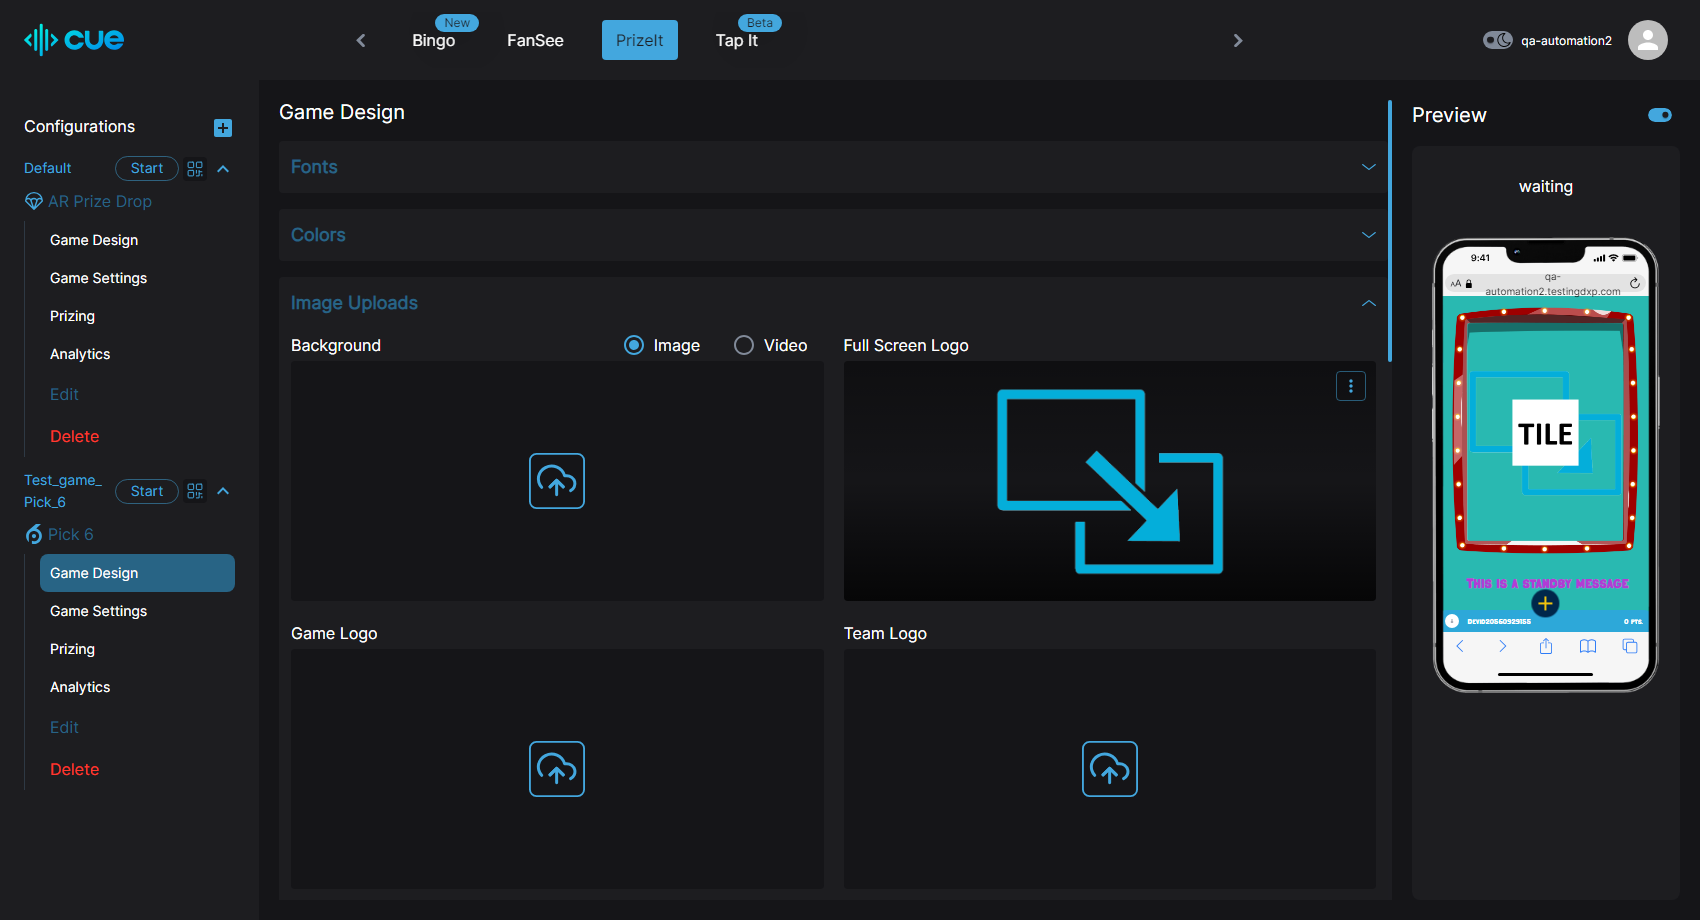 cue
New
Bingo
FanSee
PrizeIt
Beta
Tap It
qa-automation2
Configurations
Default
Start
AR Prize Drop
Game Design
Game Settings
Prizing
Analytics
Edit
Delete
Test_game_
Pick_6
Start
Pick 6
Game Design
Game Settings
Prizing
Analytics
Edit
Delete
Game Design
Fonts
Colors
Image Uploads
Background
Image
Video
Full Screen Logo
Game Logo
Team Logo
Preview
waiting
9:41
AA
qa-
automation2.testingdxp.com
TILE
THIS IS A STANDBY MESSAGE
0 PTS.